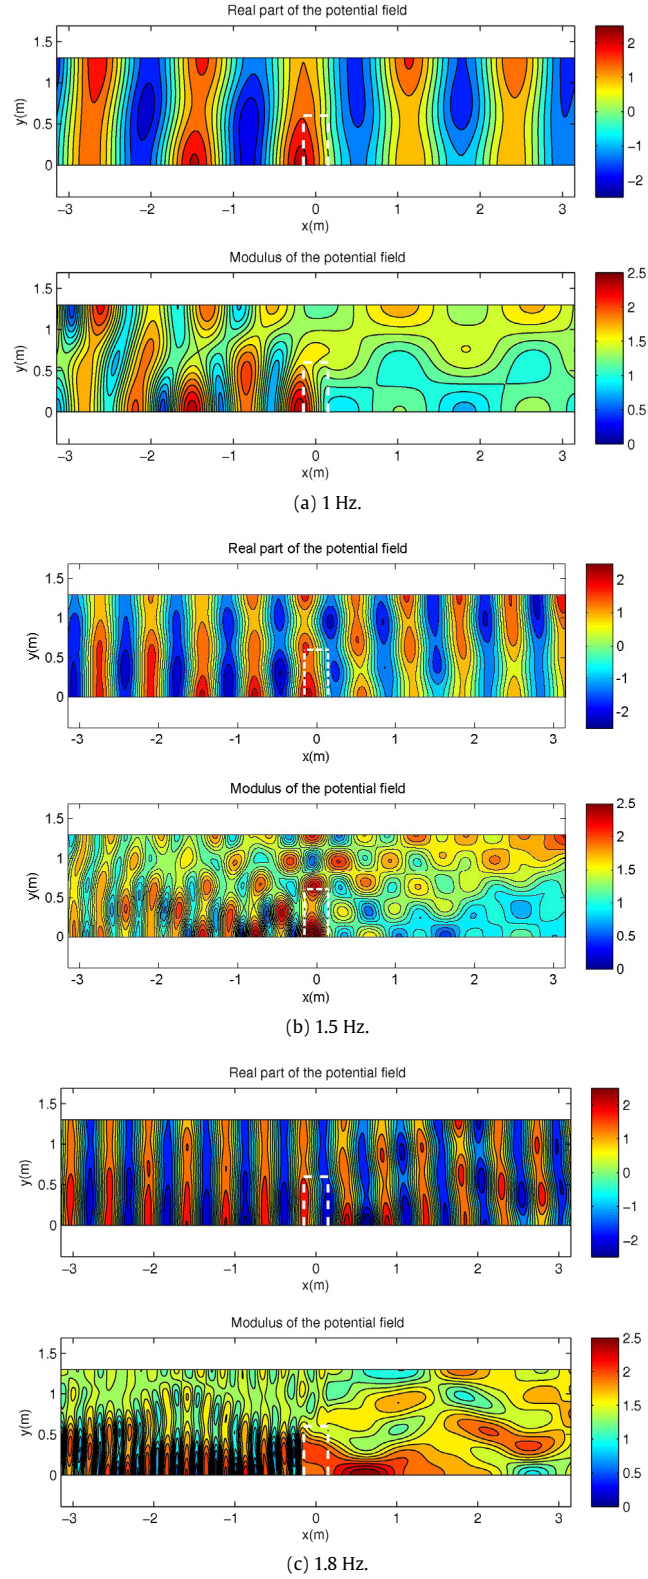 Real part of the potential field
1.5
1
0.5
0
y(m)
−3 −2 −1 0 1 2 3
x(m)
2
1
0
−1
−2
Modulus of the potential field
1.5
1
0.5
0
y(m)
−3 −2 −1 0 1 2 3
x(m)
2.5
2
1.5
1
0.5
0
(a) 1 Hz.
Real part of the potential field
1.5
1
0.5
0
y(m)
-3 -2 -1 0 1 2 3
x(m)
2
1
0
-1
-2
Modulus of the potential field
1.5
1
0.5
0
y(m)
-3 -2 -1 0 1 2 3
x(m)
2.5
2
1.5
1
0.5
0
(b) 1.5 Hz.
Real part of the potential field
1.5
1
0.5
0
y(m)
−3 −2 −1 0 1 2 3
x(m)
2
1
0
−1
−2
Modulus of the potential field
1.5
1
0.5
0
y(m)
−3 −2 −1 0 1 2 3
x(m)
2.5
2
1.5
1
0.5
0
(c) 1.8 Hz.